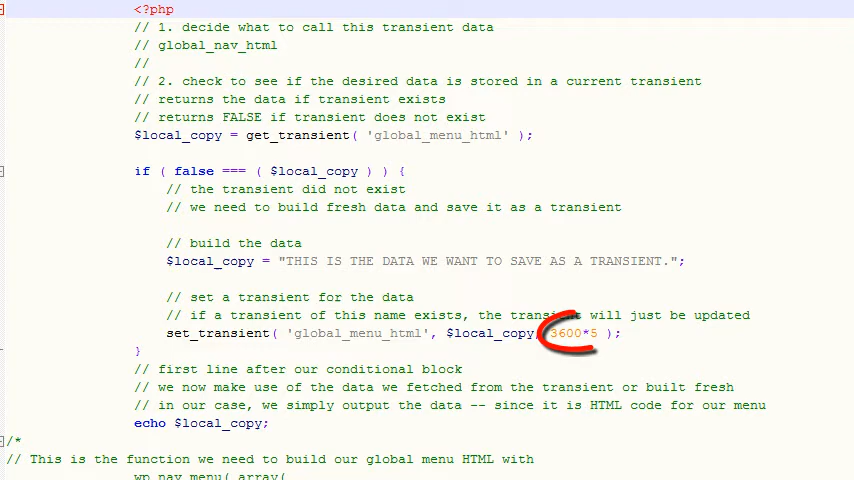 <?php
// 1. decide what to call this transient data
// global_nav_html
//
// 2. check to see if the desired data is stored in a current transient
// returns the data if transient exists
// returns FALSE if transient does not exist
$local_copy = get_transient( 'global_menu_html' );
if ( false === ( $local_copy ) ) {
// the transient did not exist
// we need to build fresh data and save it as a transient
// build the data
$local_copy = "THIS IS THE DATA WE WANT TO SAVE AS A TRANSIENT.";
// set a transient for the data
// if a transient of this name exists, the transient will just be updated
set_transient( 'global_menu_html', $local_copy, 3600*5 );
}
// first line after our conditional block
// we now make use of the data we fetched from the transient or built fresh
// in our case, we simply output the data -- since it is HTML code for our menu
echo $local_copy;
/*
// This is the function we need to build our global menu HTML with
wp_nav_menu( array(